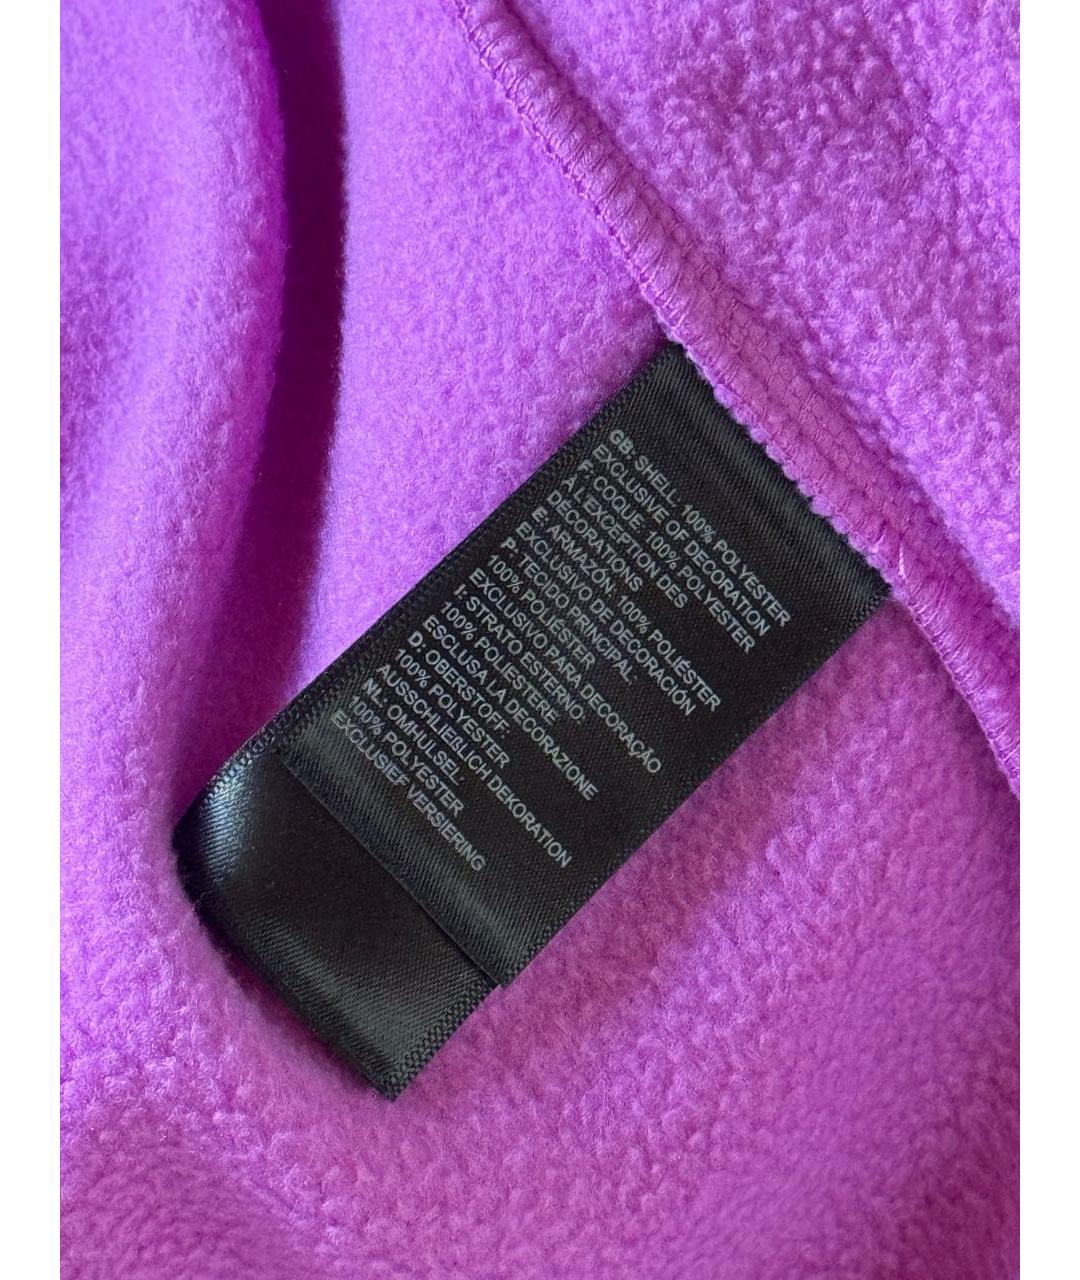 GB: SHELL. 100% POLYESTER
EXCLUSIVE OF DECORATION
F: COQUE: 100% POLYESTER
À L'EXCEPTION DES
DÉCORATIONS
E: ARMAZÓN: 100% POLIÉSTER
EXCLUSIVO DE DECORACIÓN
P: TECIDO PRINCIPAL:
100% POLIÉSTER
EXCLUSIVO PARA DECORAÇÃO
I: STRATO ESTERNO:
100% POLIESTERE
ESCLUSA LA DECORAZIONE
D: OBERSTOFF.
100% POLYESTER
AUSSCHLIEßLICH DEKORATION
NL: OMHULSEL.
100% POLYESTER
EXCLUSIEF VERSIERING